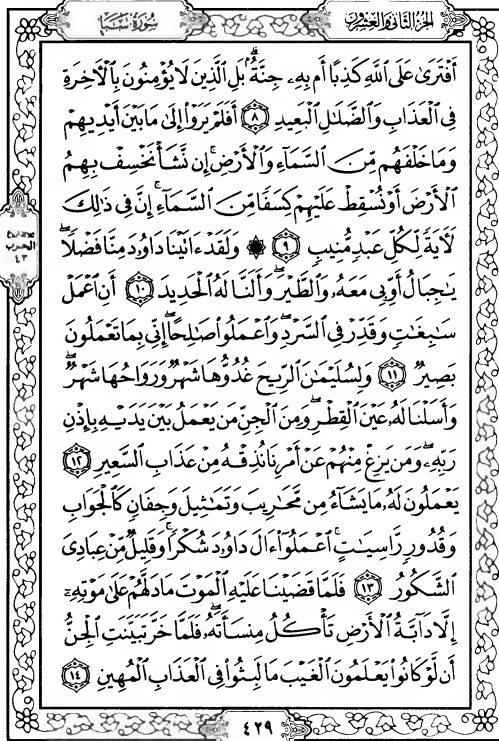 الجزء الثاني والعشرون
سورة سبإ
أَفْتَرَىٰ عَلَى ٱللَّهِ كَذِبًا أَم بِهِۦ جِنَّةٌۢ ۗ بَلِ ٱلَّذِينَ لَا يُؤْمِنُونَ بِٱلْأَخِرَةِ
فِى ٱلْعَذَابِ وَٱلضَّلَٰلِ ٱلْبَعِيدِ ٨ أَفَلَمْ يَرَوْا۟ إِلَىٰ مَا بَيْنَ أَيْدِيهِمْ
وَمَا خَلْفَهُم مِّنَ ٱلسَّمَآءِ وَٱلْأَرْضِ ۚ إِن نَّشَأْ نَخْسِفْ بِهِمُ
ٱلْأَرْضَ أَوْ نُسْقِطْ عَلَيْهِمْ كِسَفًا مِّنَ ٱلسَّمَآءِ ۚ إِنَّ فِى ذَٰلِكَ
لَءَايَةً لِّكُلِّ عَبْدٍ مُّنِيبٍ ٩ ۞ وَلَقَدْ ءَاتَيْنَا دَاوُۥدَ مِنَّا فَضْلًا ۖ
يَٰجِبَالُ أَوِّبِى مَعَهُۥ وَٱلطَّيْرَ ۖ وَأَلَنَّا لَهُ ٱلْحَدِيدَ ١٠ أَنِ ٱعْمَلْ
سَٰبِغَٰتٍ وَقَدِّرْ فِى ٱلسَّرْدِ ۖ وَٱعْمَلُوا۟ صَٰلِحًا ۖ إِنِّى بِمَا تَعْمَلُونَ
بَصِيرٌ ١١ وَلِسُلَيْمَٰنَ ٱلرِّيحَ غُدُوُّهَا شَهْرٌ وَرَوَاحُهَا شَهْرٌ ۖ
وَأَسَلْنَا لَهُۥ عَيْنَ ٱلْقِطْرِ ۖ وَمِنَ ٱلْجِنِّ مَن يَعْمَلُ بَيْنَ يَدَيْهِ بِإِذْنِ
رَبِّهِۦ ۖ وَمَن يَزِغْ مِنْهُمْ عَنْ أَمْرِنَا نُذِقْهُ مِنْ عَذَابِ ٱلسَّعِيرِ ١٢
يَعْمَلُونَ لَهُۥ مَا يَشَآءُ مِن مَّحَٰرِيبَ وَتَمَٰثِيلَ وَجِفَانٍ كَٱلْجَوَابِ
وَقُدُورٍ رَّاسِيَٰتٍ ۚ ٱعْمَلُوٓا۟ ءَالَ دَاوُۥدَ شُكْرًا ۚ وَقَلِيلٌ مِّنْ عِبَادِىَ
ٱلشَّكُورُ ١٣ فَلَمَّا قَضَيْنَا عَلَيْهِ ٱلْمَوْتَ مَا دَلَّهُمْ عَلَىٰ مَوْتِهِۦٓ
إِلَّا دَآبَّةُ ٱلْأَرْضِ تَأْكُلُ مِنسَأَتَهُۥ ۖ فَلَمَّا خَرَّ تَبَيَّنَتِ ٱلْجِنُّ
أَن لَّوْ كَانُوا۟ يَعْلَمُونَ ٱلْغَيْبَ مَا لَبِثُوا۟ فِى ٱلْعَذَابِ ٱلْمُهِينِ ١٤
الحزب
٤٣
٤٢٩